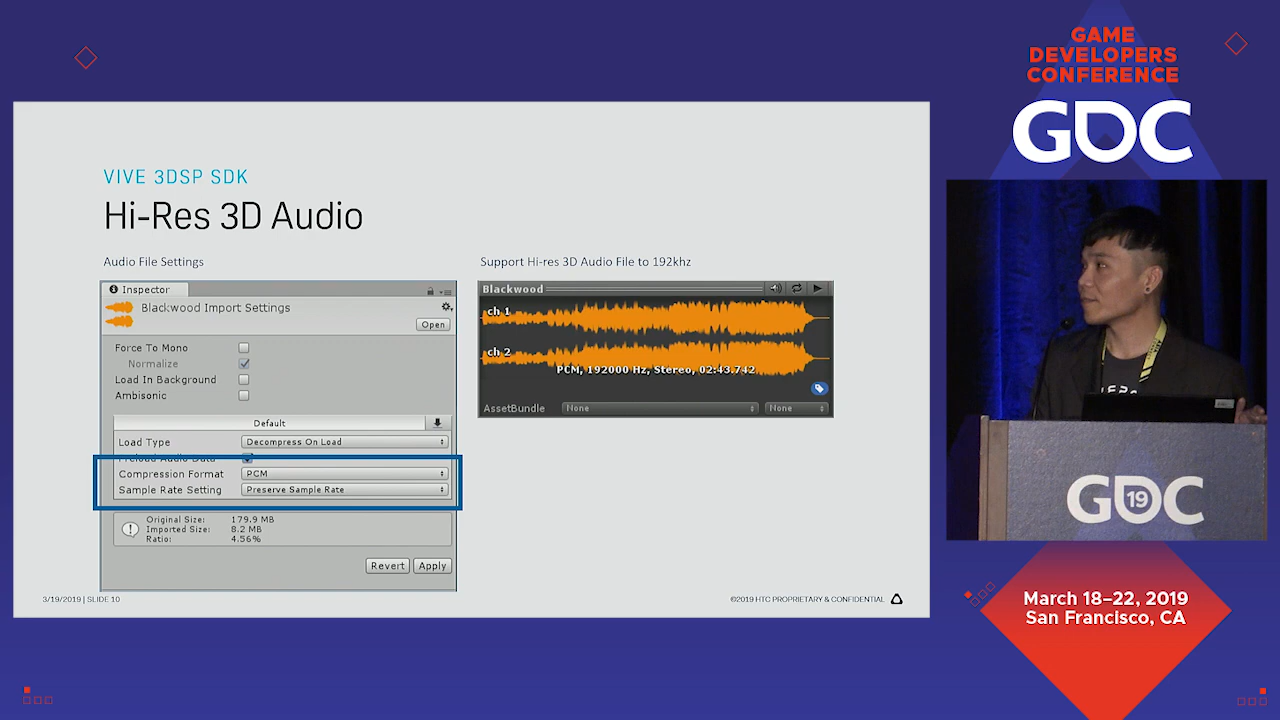 GAME
DEVELOPERS
CONFERENCE
GDC
VIVE 3DSP SDK
Hi-Res 3D Audio
Audio File Settings
Inspector
Blackwood Import Settings
Open
Force To Mono
Normalize
Load In Background
Ambisonic
Default
Load Type
Decompress On Load
Preload Audio Data
Compression Format
PCM
Sample Rate Setting
Preserve Sample Rate
Original Size: 179.9 MB
Imported Size: 8.2 MB
Ratio: 4.56%
Revert
Apply
Support Hi-res 3D Audio File to 192khz
Blackwood
ch 1
ch 2
PCM, 192000 Hz, Stereo, 02:43.742
AssetBundle
None
None
3/19/2019 | SLIDE 10
©2019 HTC PROPRIETARY & CONFIDENTIAL
GDC
19
March 18–22, 2019
San Francisco, CA